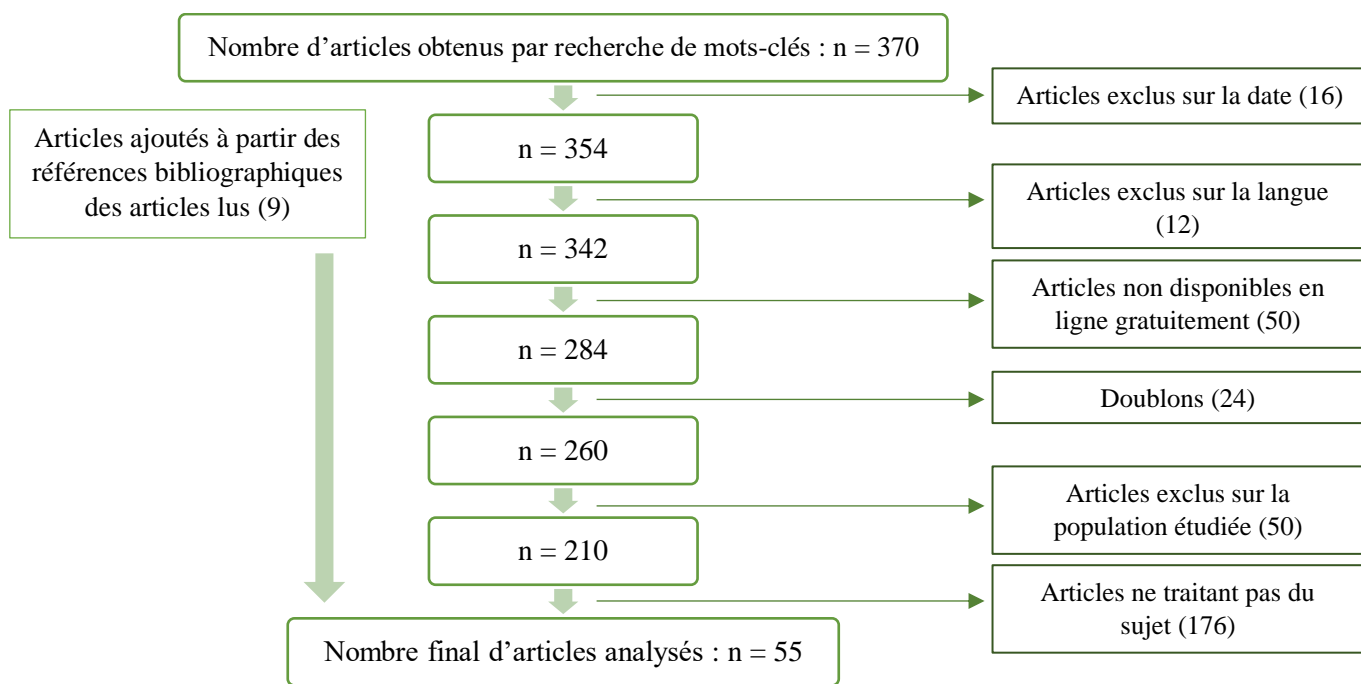 Nombre d’articles obtenus par recherche de mots-clés : n = 370
Articles exclus sur la date (16)
Articles ajoutés à partir des
références bibliographiques
des articles lus (9)
n = 354
Articles exclus sur la langue
(12)
n = 342
Articles non disponibles en
ligne gratuitement (50)
n = 284
Doublons (24)
n = 260
Articles exclus sur la
population étudiée (50)
n = 210
Articles ne traitant pas du
sujet (176)
Nombre final d’articles analysés : n = 55